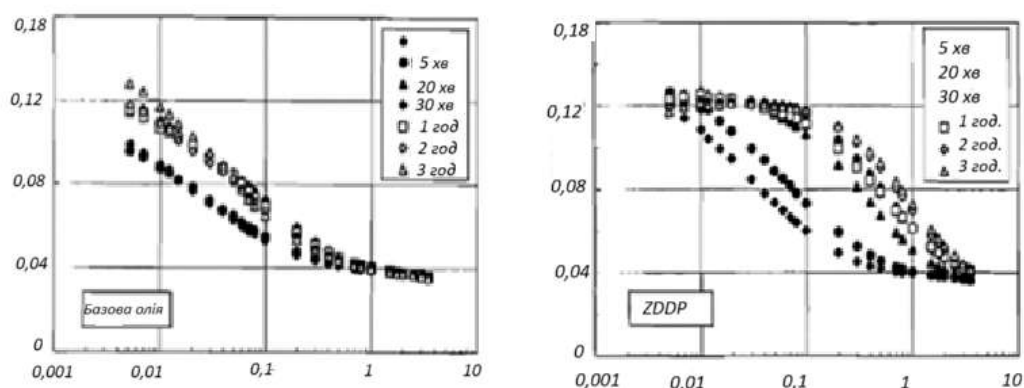 0,18
0,12
0,08
0,04
0
0,001
0,01
0,1
1
10
5 хв
20 хв
30 хв
1 год
2 год
3 год
Базова олія
0,18
0,12
0,08
0,04
0
0,001
0,01
0,1
1
10
5 хв
20 хв
30 хв
1 год.
2 год.
3 год.
ZDDP